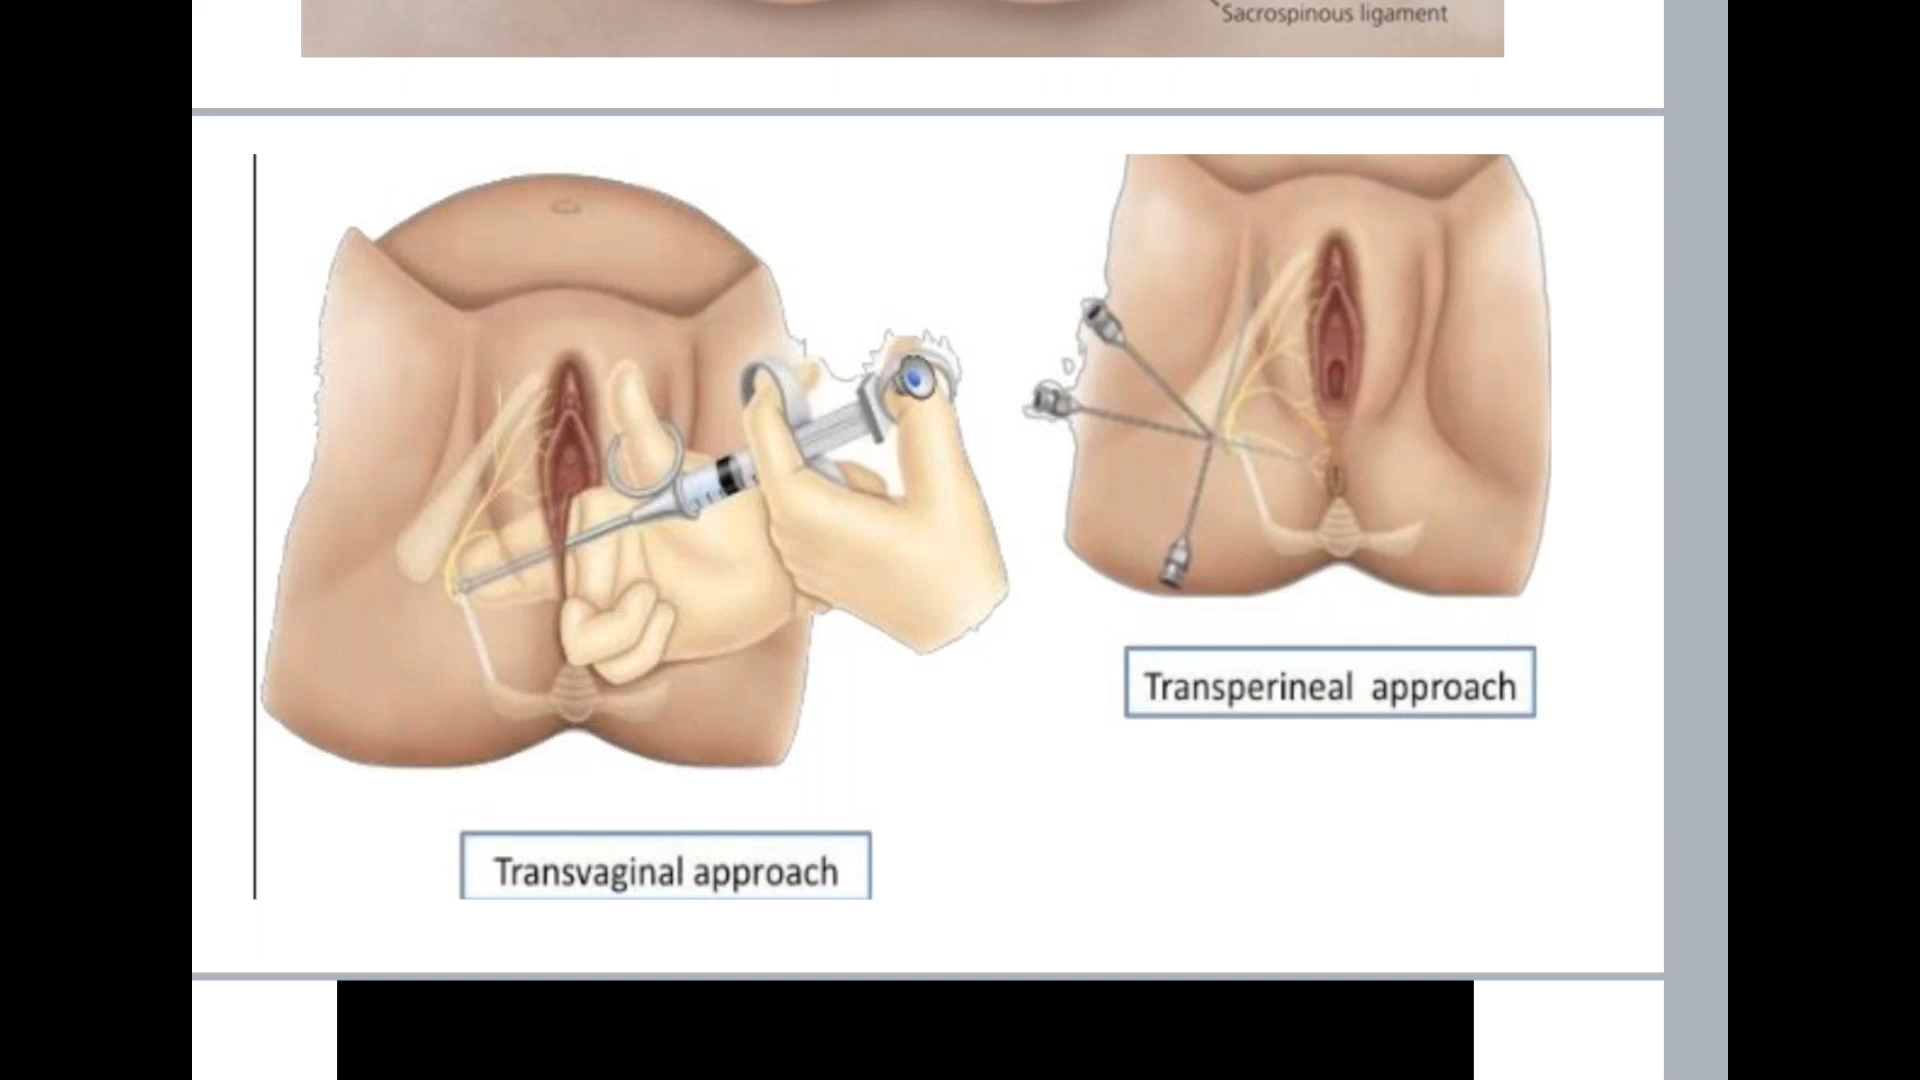 Sacrospinous ligament
Transperineal approach
Transvaginal approach